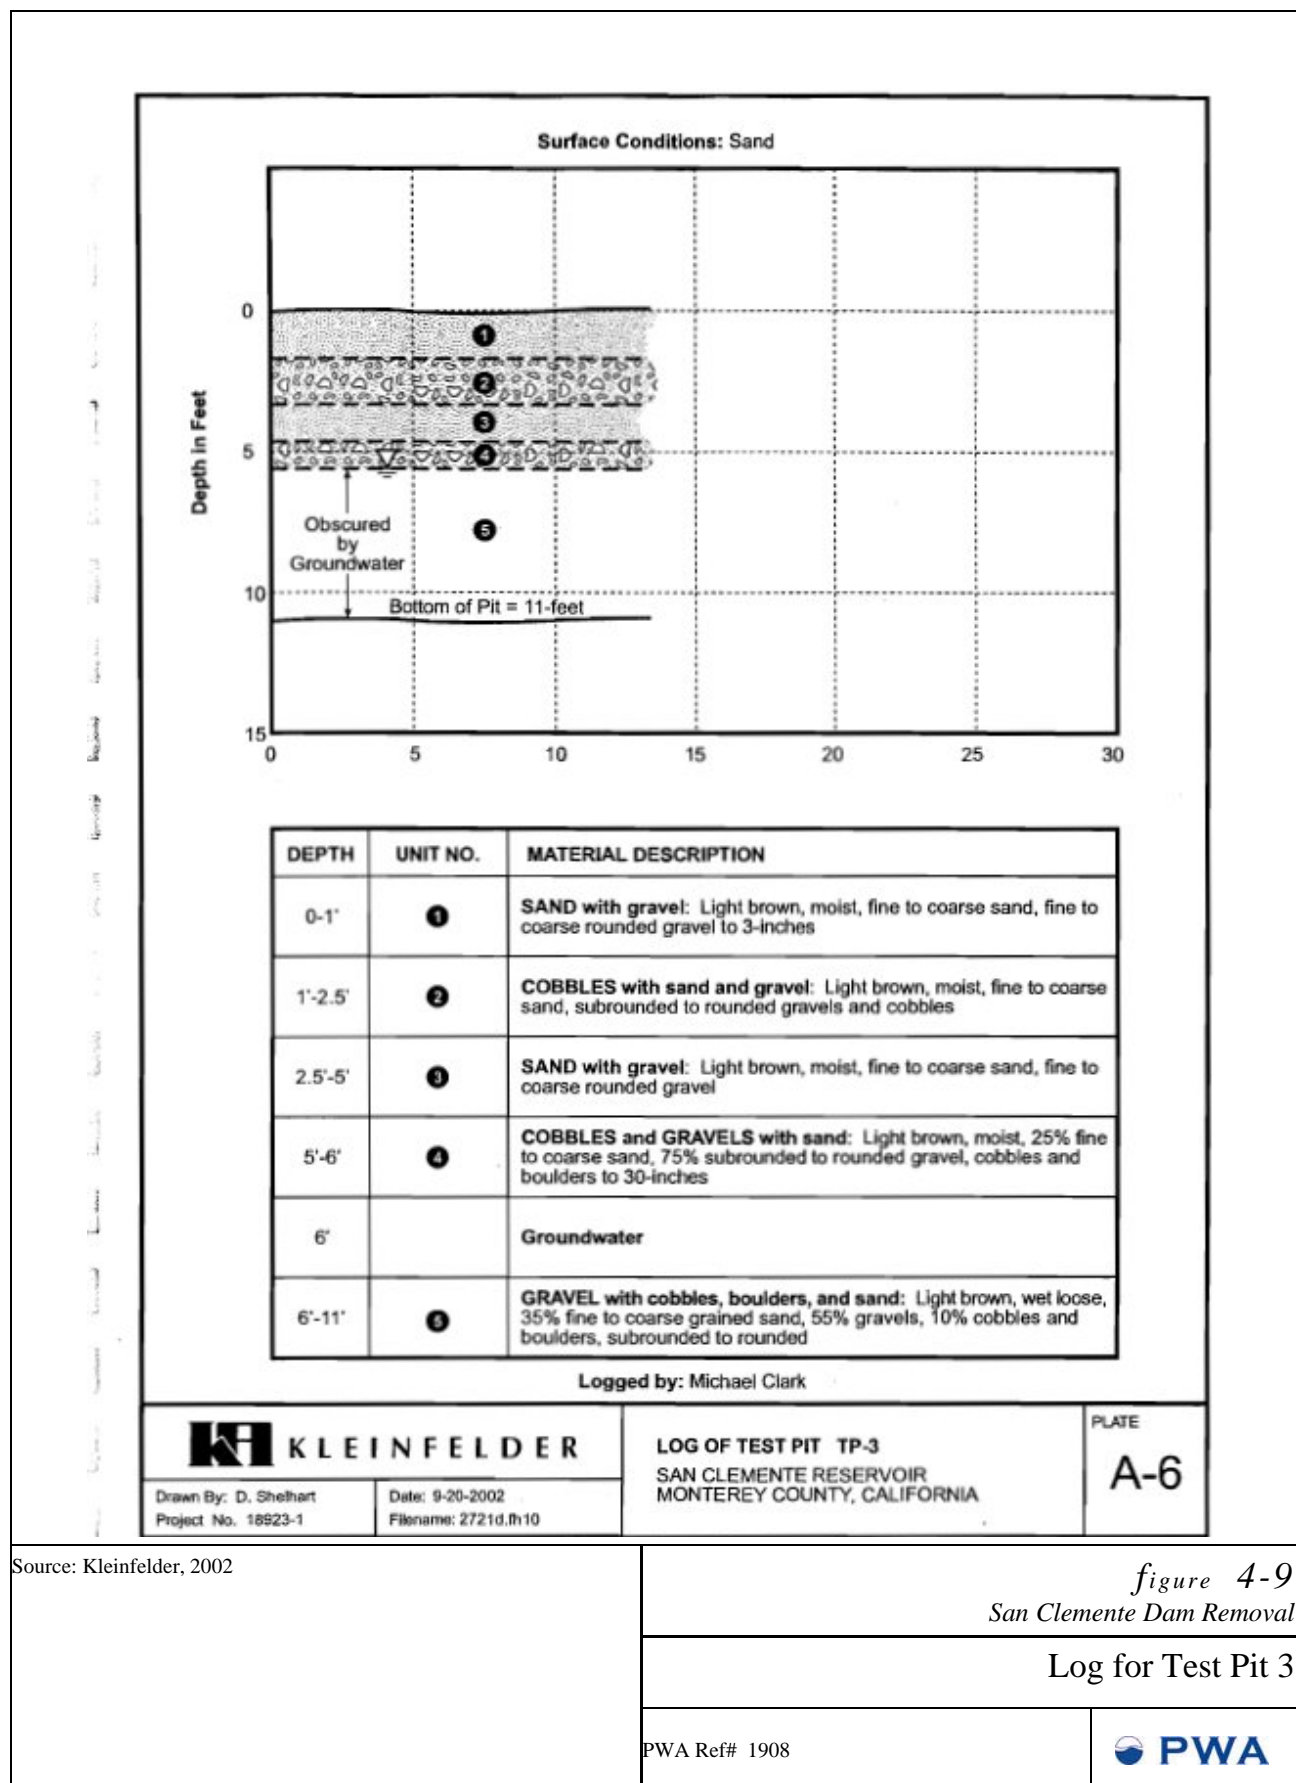 Surface Conditions: Sand
0
5
10
15
Depth in Feet
1
2
3
4
5
Obscured
by
Groundwater
Bottom of Pit = 11-feet
0 5 10 15 20 25 30
DEPTH UNIT NO. MATERIAL DESCRIPTION
0-1' 1 SAND with gravel: Light brown, moist, fine to coarse sand, fine to
coarse rounded gravel to 3-inches
1'-2.5' 2 COBBLES with sand and gravel: Light brown, moist, fine to coarse
sand, subrounded to rounded gravels and cobbles
2.5'-5' 3 SAND with gravel: Light brown, moist, fine to coarse sand, fine to
coarse rounded gravel
5'-6' 4 COBBLES and GRAVELS with sand: Light brown, moist, 25% fine
to coarse sand, 75% subrounded to rounded gravel, cobbles and
boulders to 30-inches
6' Groundwater
6'-11' 5 GRAVEL with cobbles, boulders, and sand: Light brown, wet loose,
35% fine to coarse grained sand, 55% gravels, 10% cobbles and
boulders, subrounded to rounded
Logged by: Michael Clark
KLEINFELDER
Drawn By: D. Shelhart
Project No. 18923-1
Date: 9-20-2002
Filename: 2721d.fh10
LOG OF TEST PIT TP-3
SAN CLEMENTE RESERVOIR
MONTEREY COUNTY, CALIFORNIA
PLATE
A-6
Source: Kleinfelder, 2002
figure 4-9
San Clemente Dam Removal
Log for Test Pit 3
PWA Ref# 1908
PWA